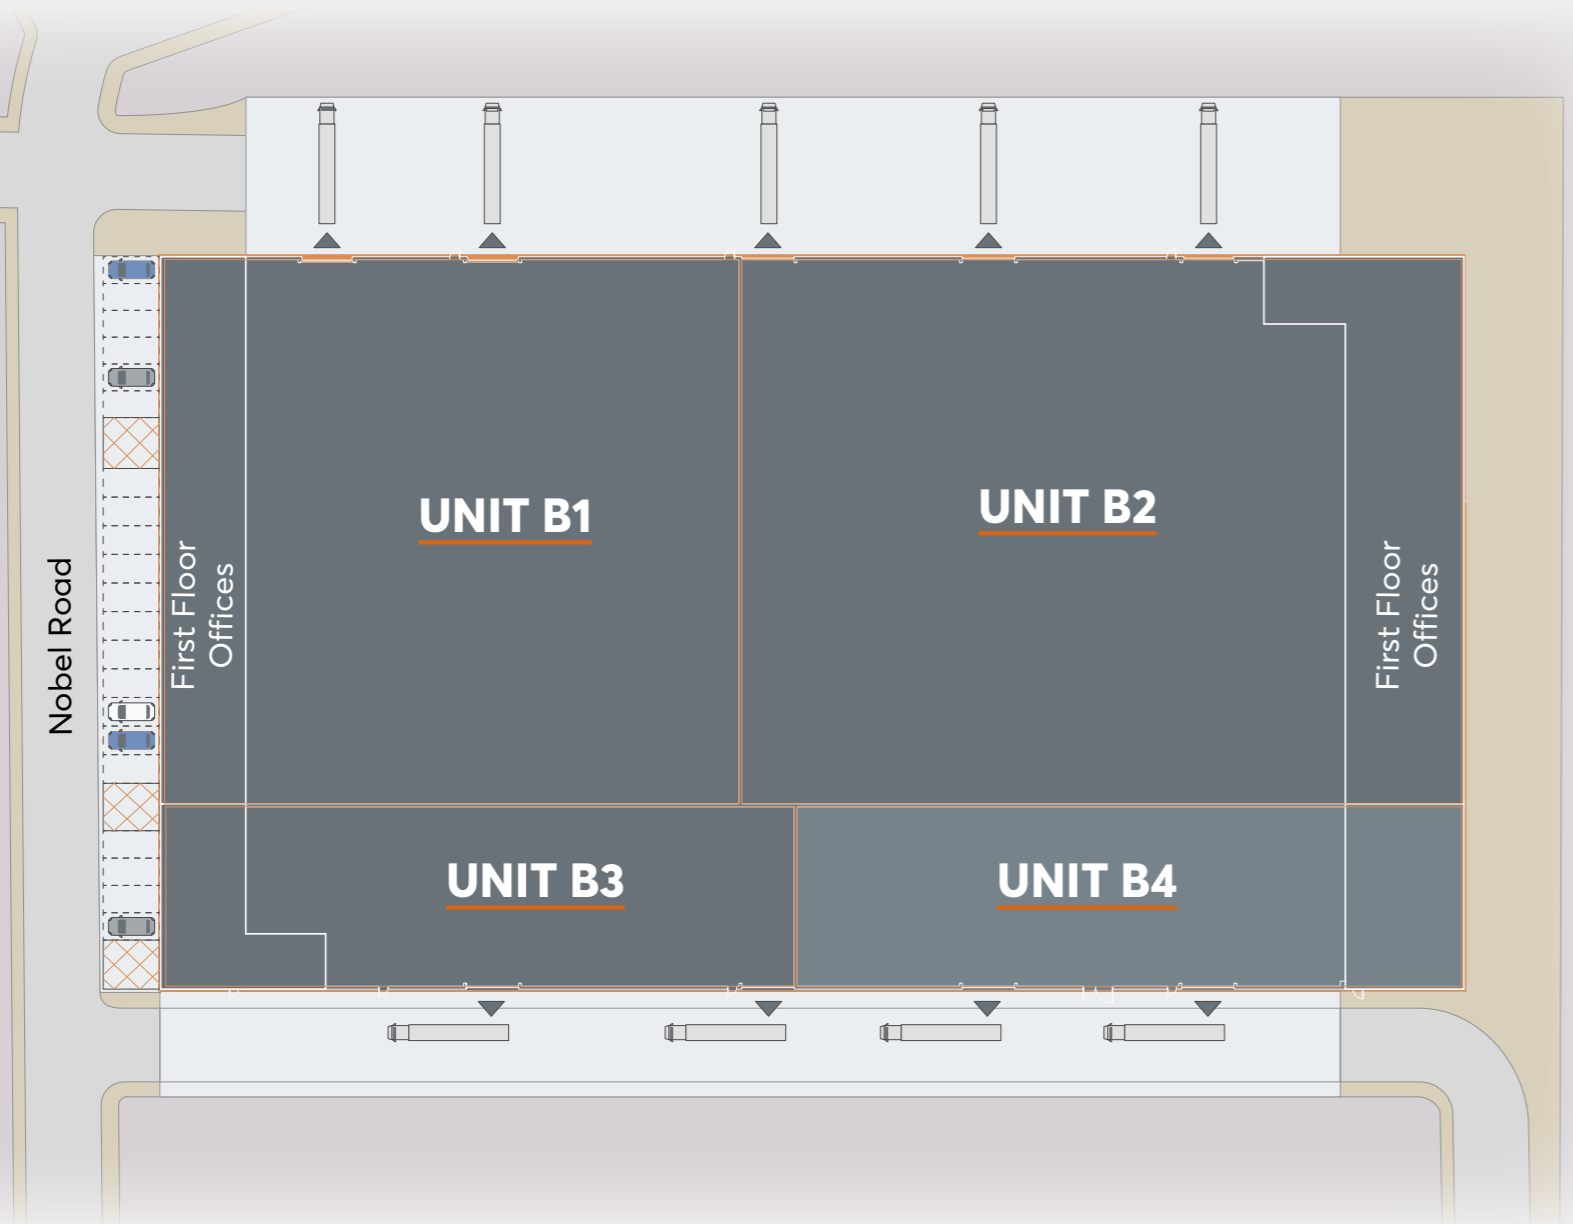 UNIT B1
UNIT B2
First Floor
Offices
First Floor
Offices
Nobel Road
UNIT B3
UNIT B4